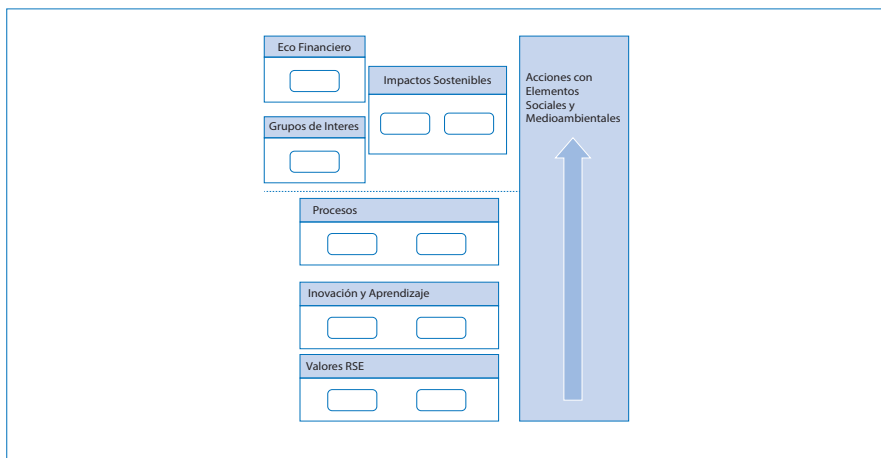 Eco Financiero
Impactos Sostenibles
Grupos de Interes
Acciones con
Elementos
Sociales y
Medioambientales
Procesos
Inovación y Aprendizaje
Valores RSE